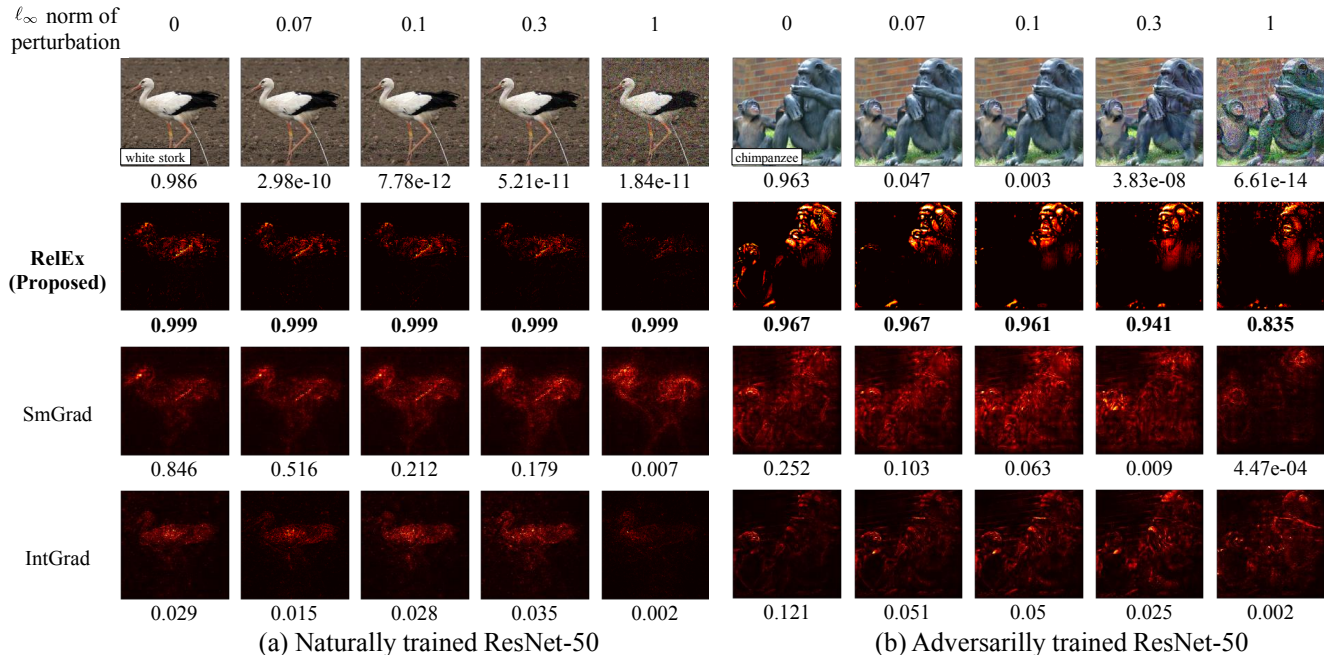 ℓ∞ norm of
perturbation
0 0.07 0.1 0.3 1 0 0.07 0.1 0.3 1
white stork chimpanzee
0.986 2.98e-10 7.78e-12 5.21e-11 1.84e-11 0.963 0.047 0.003 3.83e-08 6.61e-14
RelEx
(Proposed)
0.999 0.999 0.999 0.999 0.999 0.967 0.967 0.961 0.941 0.835
SmGrad
0.846 0.516 0.212 0.179 0.007 0.252 0.103 0.063 0.009 4.47e-04
IntGrad
0.029 0.015 0.028 0.035 0.002 0.121 0.051 0.05 0.025 0.002
(a) Naturally trained ResNet-50 (b) Adversarilly trained ResNet-50